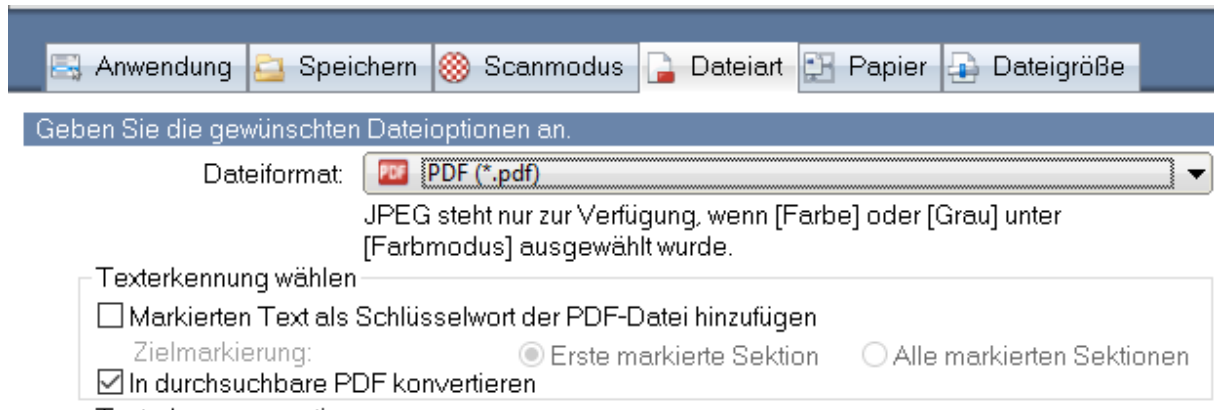 Anwendung Speichern Scanmodus Dateiart Papier Dateigröße
Geben Sie die gewünschten Dateioptionen an.
Dateiformat: PDF PDF (*.pdf)
JPEG steht nur zur Verfügung, wenn [Farbe] oder [Grau] unter
[Farbmodus] ausgewählt wurde.
Texterkennung wählen
Markierten Text als Schlüsselwort der PDF-Datei hinzufügen
Zielmarkierung: Erste markierte Sektion Alle markierten Sektionen
In durchsuchbare PDF konvertieren